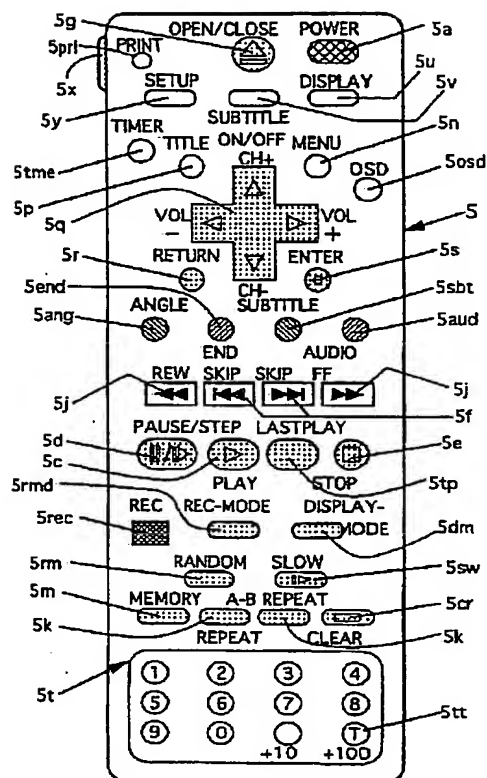 5g OPEN/CLOSE POWER 5a
5pri PRINT
5x SETUP DISPLAY 5u
5y SUBTITLE 5v
TIMER TITLE ON/OFF MENU 5n
5tme CH+ OSD 5osd
5p
5q VOL VOL 5
- +
5r RETURN ENTER 5s
5end CH-
5ang ANGLE SUBTITLE 5sbt
END AUDIO 5aud
5j REW SKIP SKIP FF 5j
5f
5d PAUSE/STEP LASTPLAY 5e
5c PLAY STOP 5tp
5rmd REC REC-MODE DISPLAY-
5rec MODE 5dm
5rm RANDOM SLOW 5sw
5m MEMORY A-B REPEAT 5cr
5k REPEAT CLEAR 5k
5t 1 2 3 4
5 6 7 8 5tt
9 0 T
+10 +100